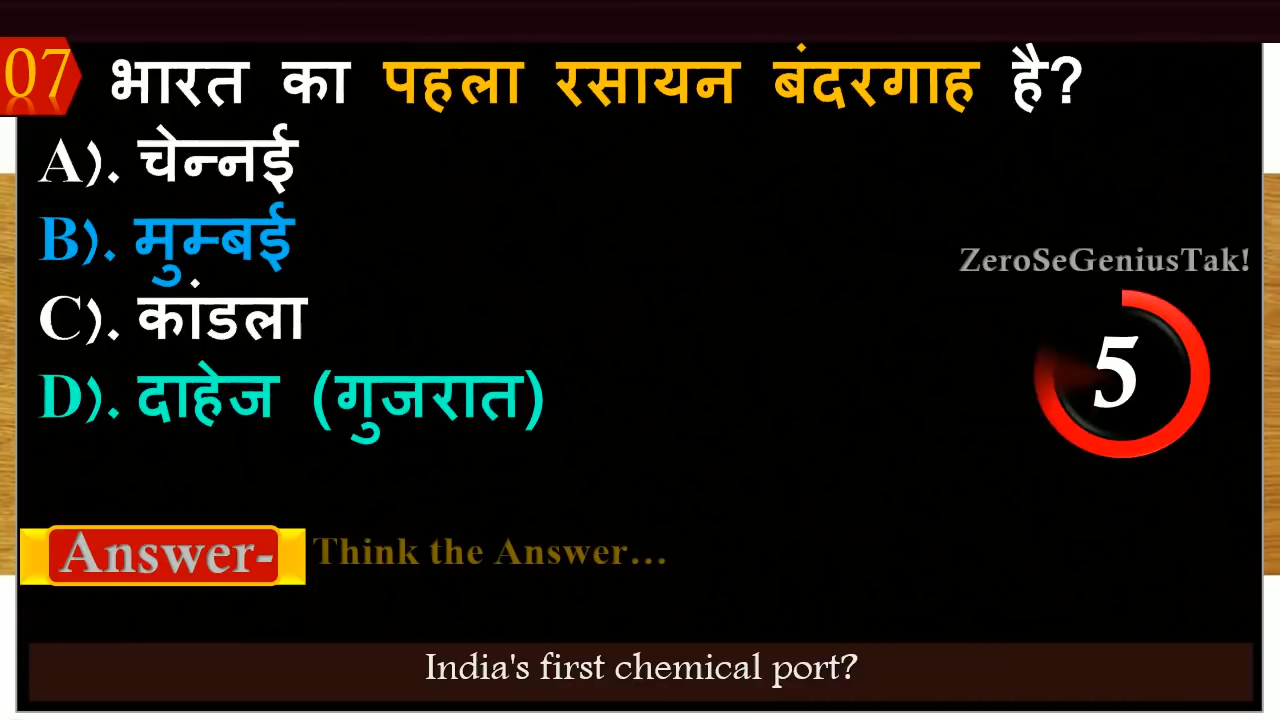 07 भारत का पहला रसायन बंदरगाह है?
A). चेन्नई
B). मुम्बई
C). कांडला
D). दाहेज (गुजरात)
ZeroSeGeniusTak!
5
Answer- Think the Answer...
India's first chemical port?